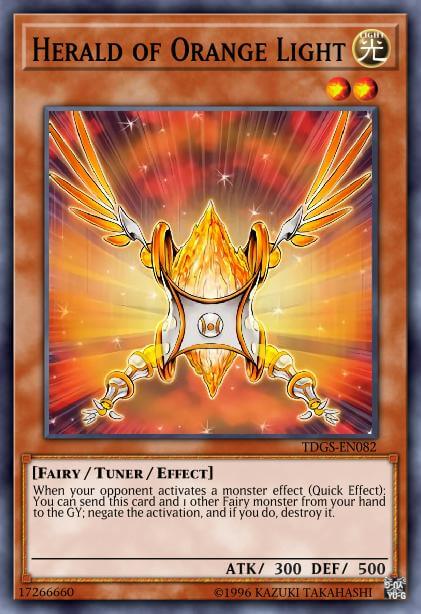 Herald of Orange Light
LIGHT
光
TDGS-EN082
[Fairy / Tuner / Effect]
When your opponent activates a monster effect (Quick Effect):
You can send this card and 1 other Fairy monster from your hand
to the GY; negate the activation, and if you do, destroy it.
ATK/ 300 DEF/ 500
17266660
©1996 KAZUKI TAKAHASHI